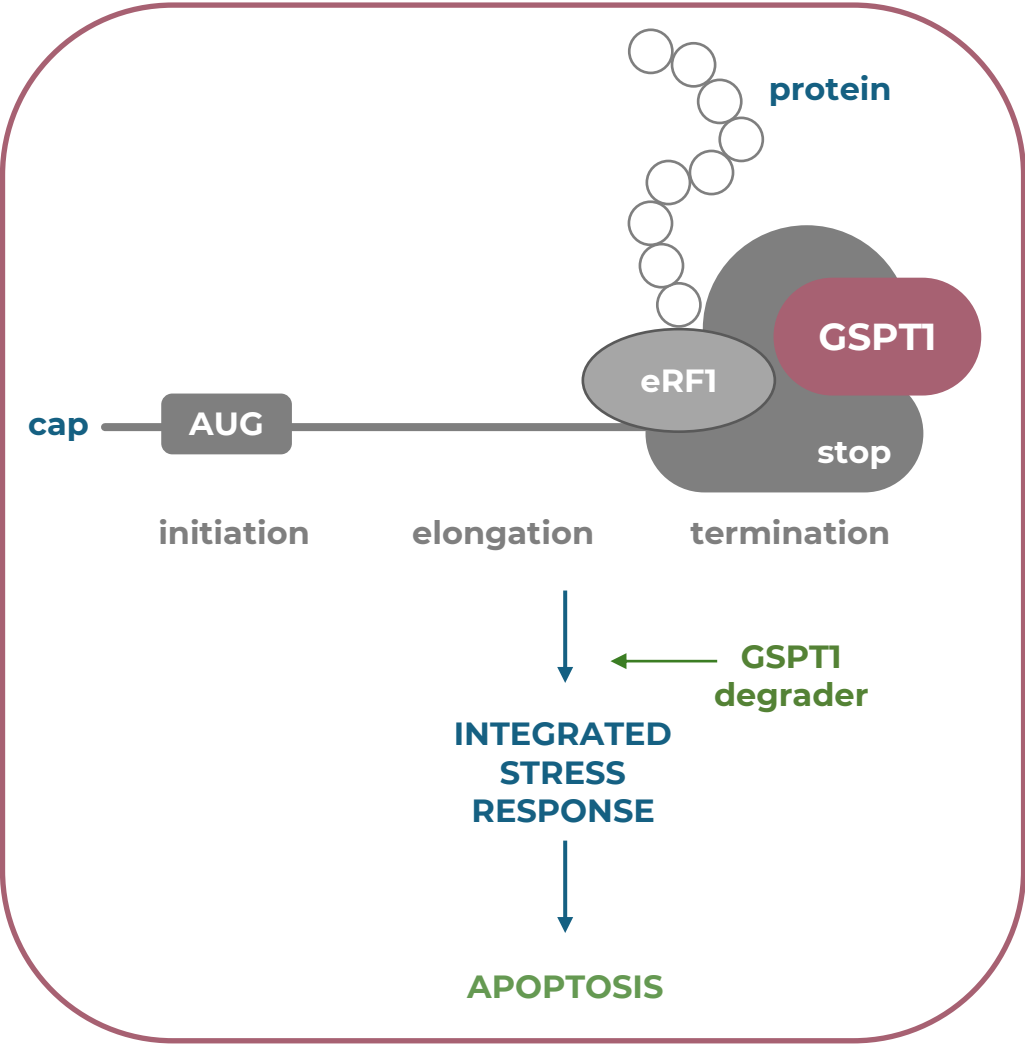 protein
GSPT1
eRF1
cap
AUG
stop
initiation
elongation
termination
GSPT1
degrader
INTEGRATED
STRESS
RESPONSE
APOPTOSIS